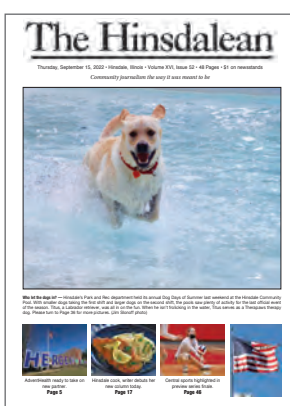 The Hinsdalean
Thursday, September 15, 2022 • Hinsdale, Illinois • Volume XVI, Issue 52 • 48 Pages • $1 on newsstands
Community journalism the way it was meant to be
Who let the dogs in? — Hinsdale's Park and Rec department held its annual Dog Days of Summer last weekend at the Hinsdale Community
Pool. With smaller dogs taking the first shift and larger dogs on the second shift, the pools saw plenty of activity for the last official event
of the season. Titus, a Labrador retriever, was all in on the fun. When he isn't frolicking in the water, Titus serves as a Therapaws therapy
dog. Please turn to Page 38 for more pictures. (Jim Slonoff photo)
AdventHealth ready to take on
new partner.
Page 5
Hinsdale cook, writer debuts her
new column today.
Page 17
Central sports highlighted in
preview series finale
Page 46